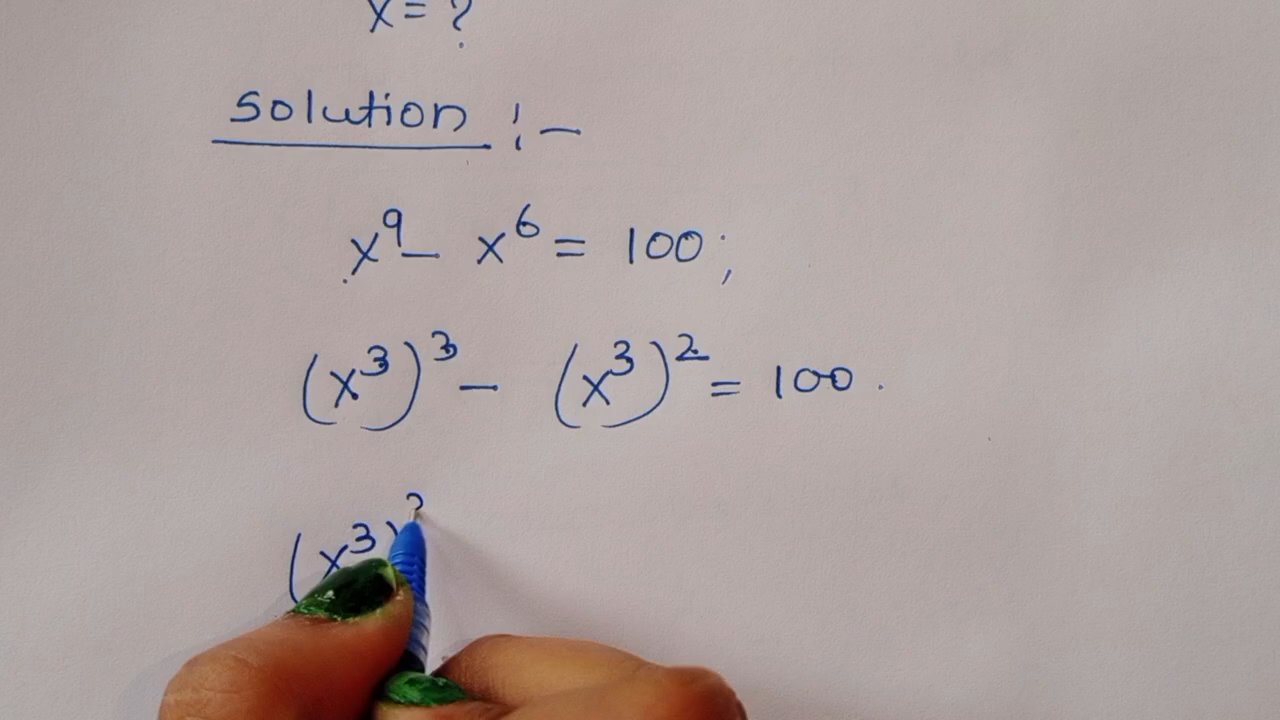 x = ?
Solution :-
x⁹ - x⁶ = 100;
(x³)³ - (x³)² = 100.
(x³)